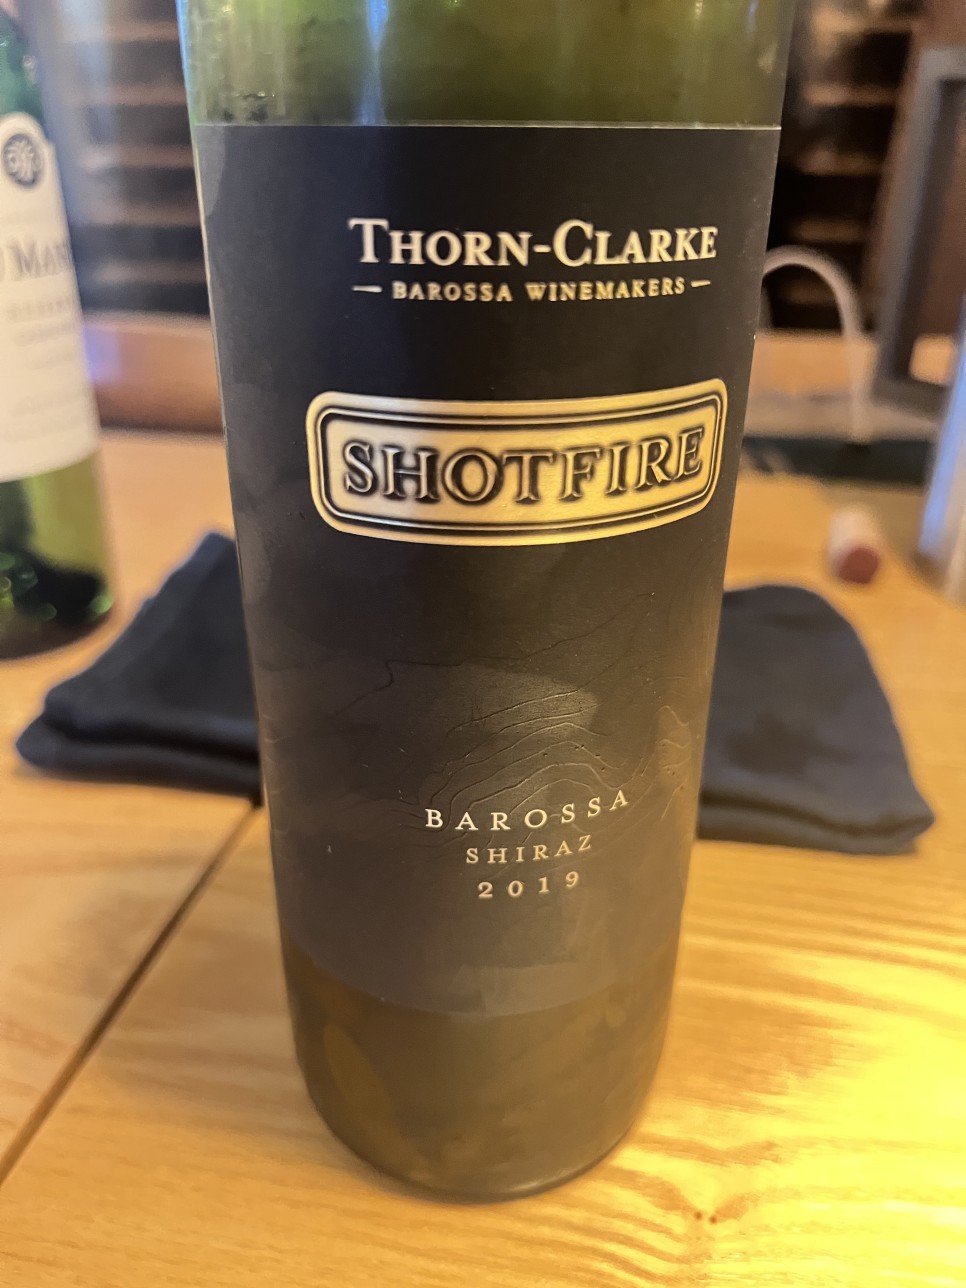 THORN-CLARKE
BAROSSA WINEMAKERS
SHOTFIRE
BAROSSA
SHIRAZ
2019